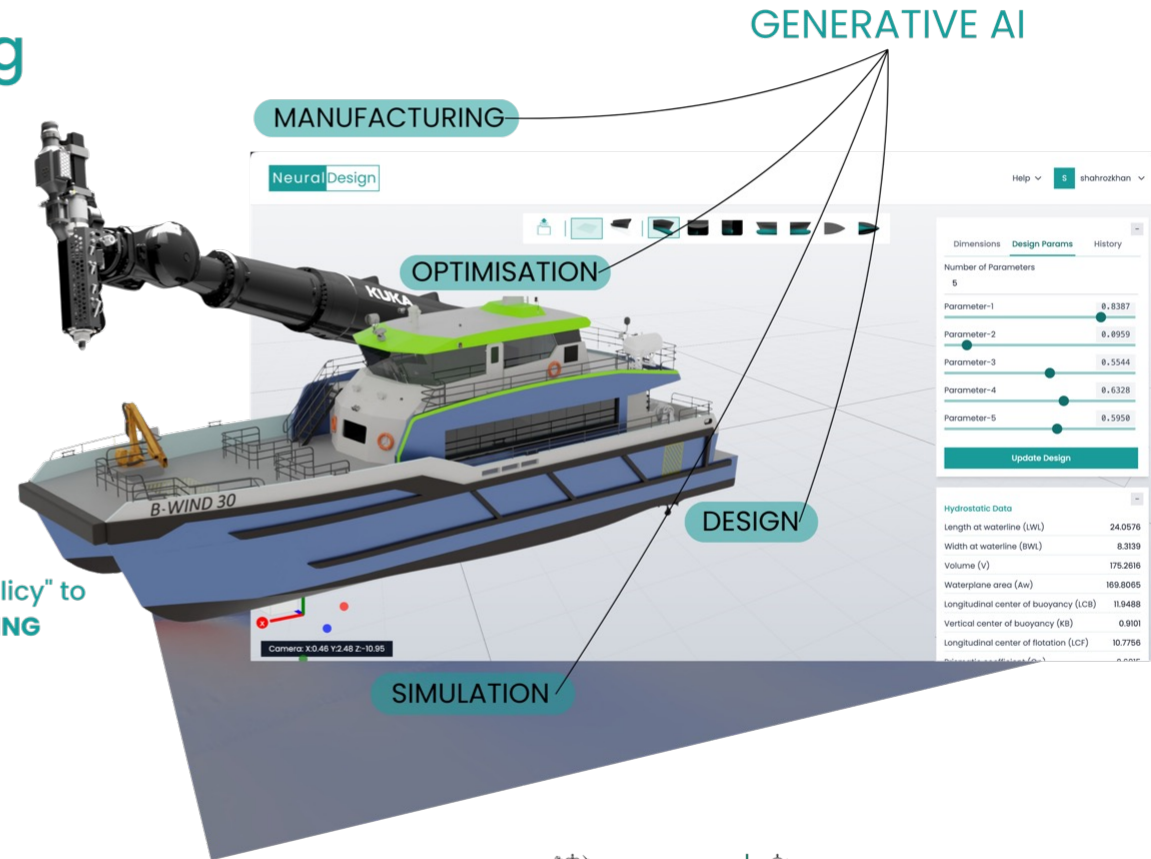 GENERATIVE AI
g
MANUFACTURING
NeuralDesign
Help
S
shahrozkhan
OPTIMISATION
KUKA
Dimensions
Design Params
History
Number of Parameters
5
Parameter-1
0.8387
Parameter-2
0.0959
Parameter-3
0.5544
Parameter-4
0.6328
Parameter-5
0.5950
Update Design
B-WIND 30
DESIGN
Hydrostatic Data
Length at waterline (LWL) 24.0576
Width at waterline (BWL) 8.3139
Volume (V) 175.2616
Waterplane area (Aw) 169.8065
Longitudinal center of buoyancy (LCB) 11.9488
Vertical center of buoyancy (KB) 0.9101
Longitudinal center of flotation (LCF) 10.7756
licy" to
NG
X
Camera: X:0.46 Y:2.48 Z:-10.95
SIMULATION